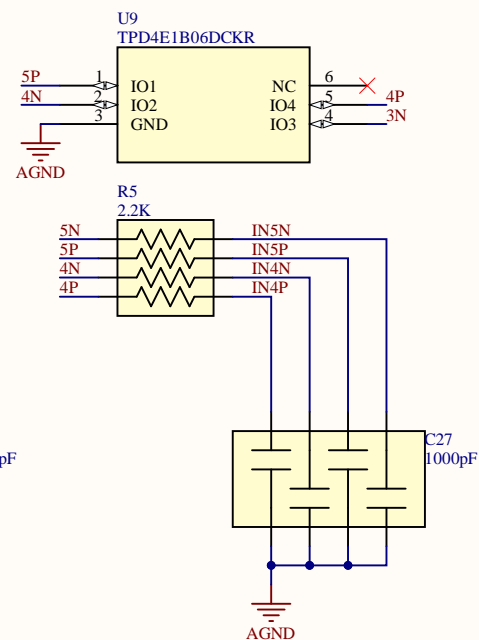 U9
TPD4E1B06DCKR
5P 1 IO1 NC 6
4N 2 IO2 IO4 5 4P
3 GND IO3 4 3N
AGND
R5
2.2K
5N IN5N
5P IN5P
4N IN4N
4P IN4P
C27
pF 1000pF
AGND